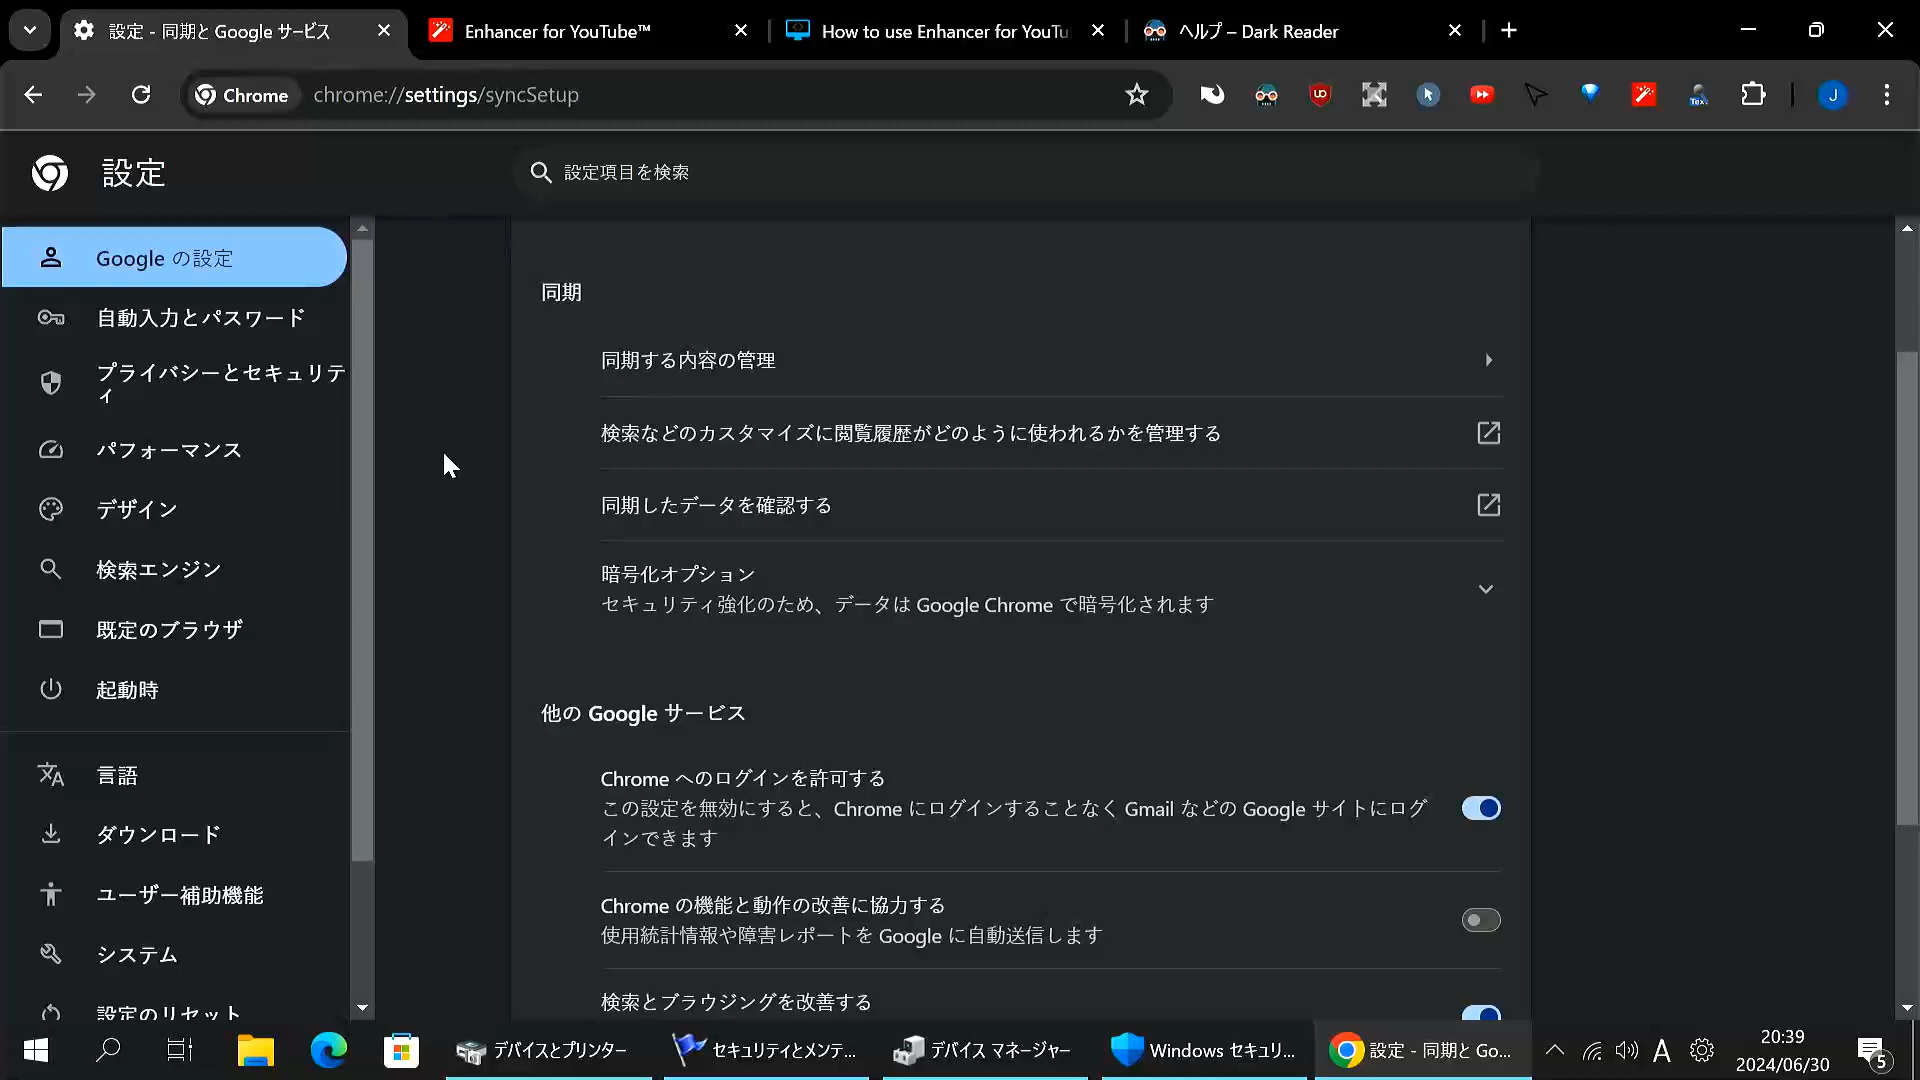 設定 - 同期と Google サービス
Enhancer for YouTube™
How to use Enhancer for YouTu
ヘルプ – Dark Reader
Chrome
chrome://settings/syncSetup
J
設定
設定項目を検索
Google の設定
自動入力とパスワード
プライバシーとセキュリテ
ィ
パフォーマンス
デザイン
検索エンジン
既定のブラウザ
起動時
言語
ダウンロード
ユーザー補助機能
システム
設定のリセット
同期
同期する内容の管理
検索などのカスタマイズに閲覧履歴がどのように使われるかを管理する
同期したデータを確認する
暗号化オプション
セキュリティ強化のため、データは Google Chrome で暗号化されます
他の Google サービス
Chrome へのログインを許可する
この設定を無効にすると、Chrome にログインすることなく Gmail などの Google サイトにログ
インできます
Chrome の機能と動作の改善に協力する
使用統計情報や障害レポートを Google に自動送信します
検索とブラウジングを改善する
デバイスとプリンター
セキュリティとメンテ...
デバイス マネージャー
Windows セキュリ...
設定 - 同期と Go...
A
20:39
2024/06/30
5